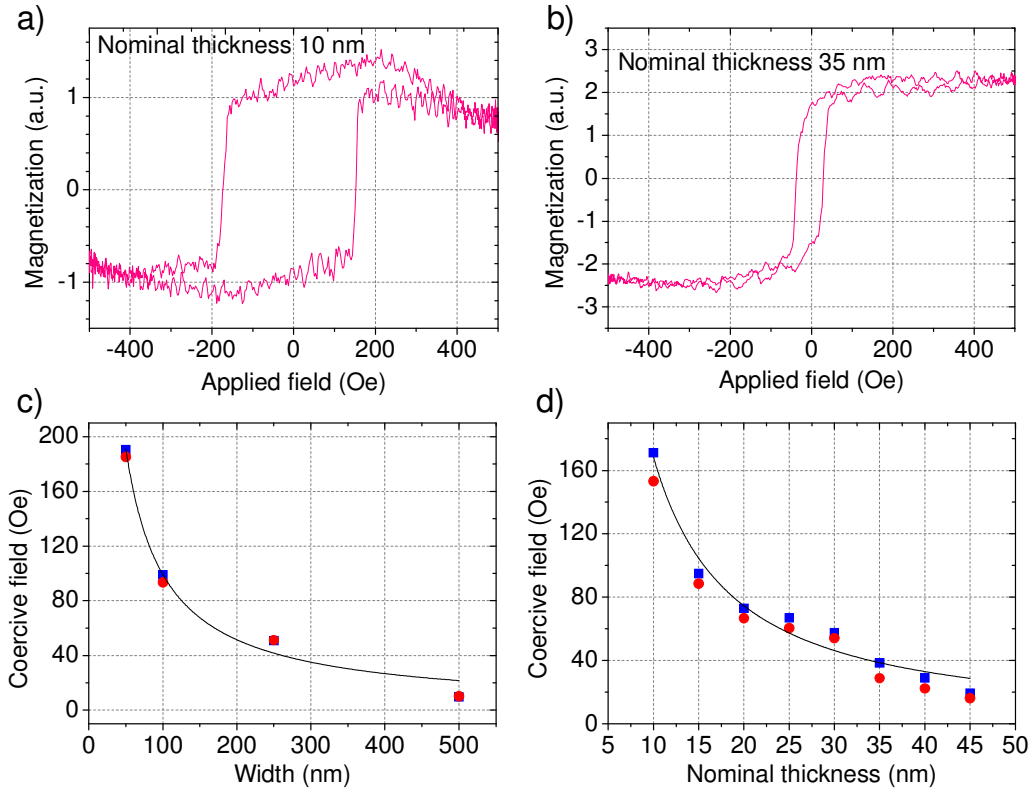 a)
Nominal thickness 10 nm
Magnetization (a.u.)
1
0
-1
-400 -200 0 200 400
Applied field (Oe)
b)
Nominal thickness 35 nm
Magnetization (a.u.)
3
2
1
0
-1
-2
-3
-400 -200 0 200 400
Applied field (Oe)
c)
Coercive field (Oe)
200
160
120
80
40
0
0 100 200 300 400 500
Width (nm)
d)
Coercive field (Oe)
160
120
80
40
0
5 10 15 20 25 30 35 40 45 50
Nominal thickness (nm)